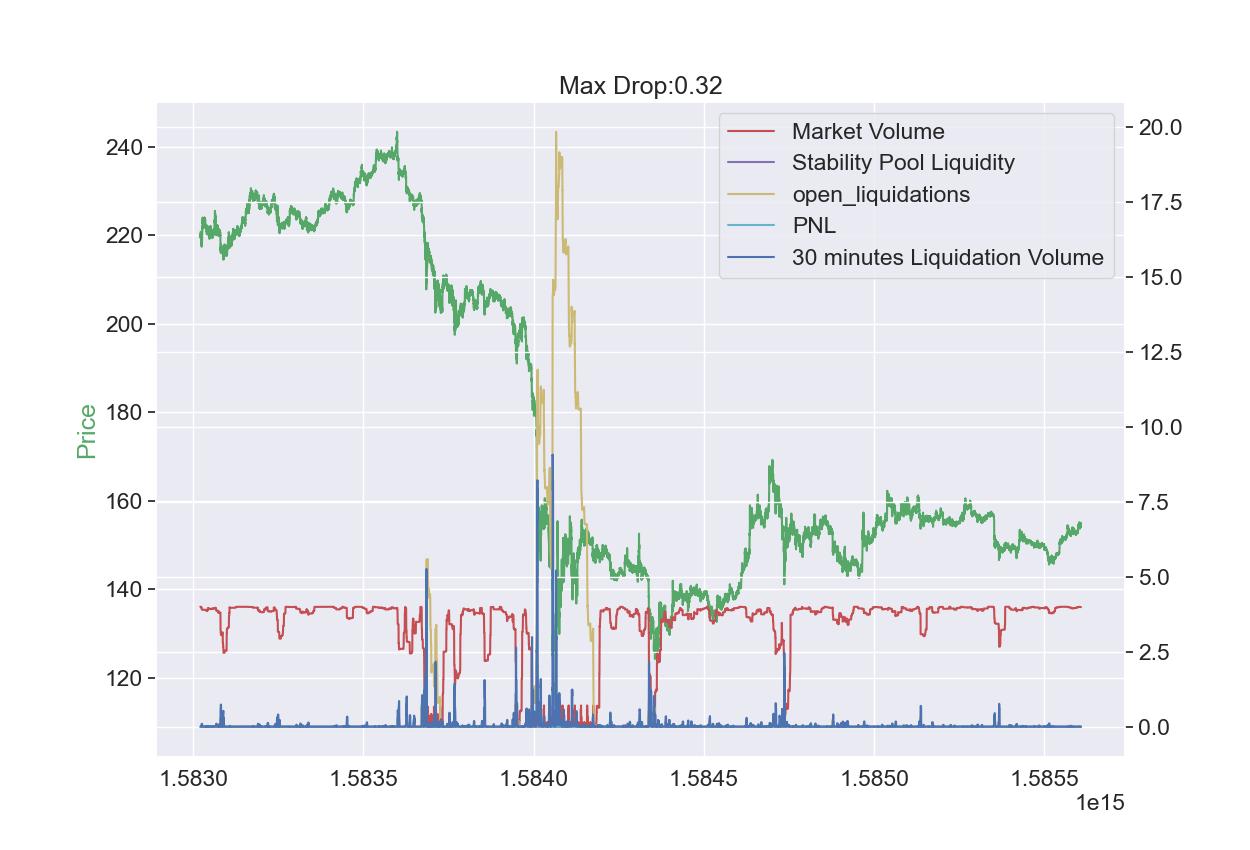 Max Drop:0.32
Market Volume
Stability Pool Liquidity
open_liquidations
PNL
30 minutes Liquidation Volume
Price
240
220
200
180
160
140
120
20.0
17.5
15.0
12.5
10.0
7.5
5.0
2.5
0.0
1.5830 1.5835 1.5840 1.5845 1.5850 1.5855
1e15